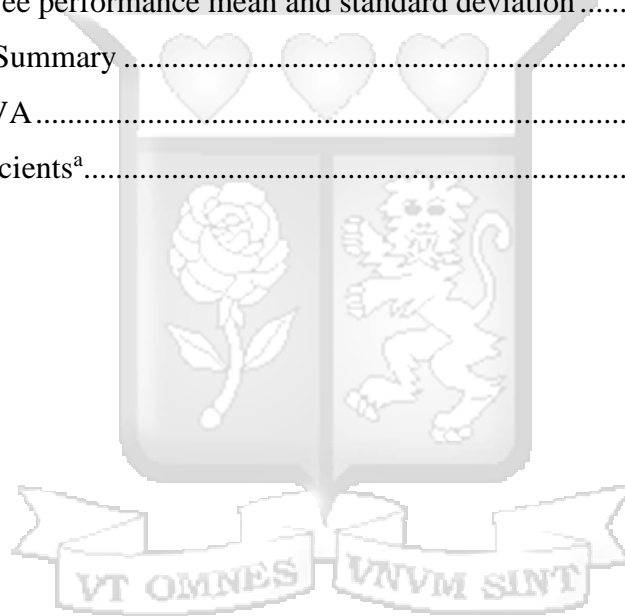 ee performance mean and standard deviation.....
Summary.....................................................................
VA................................................................................
cients ᵃ.......................................................................
VT OMNES VNVM SINT